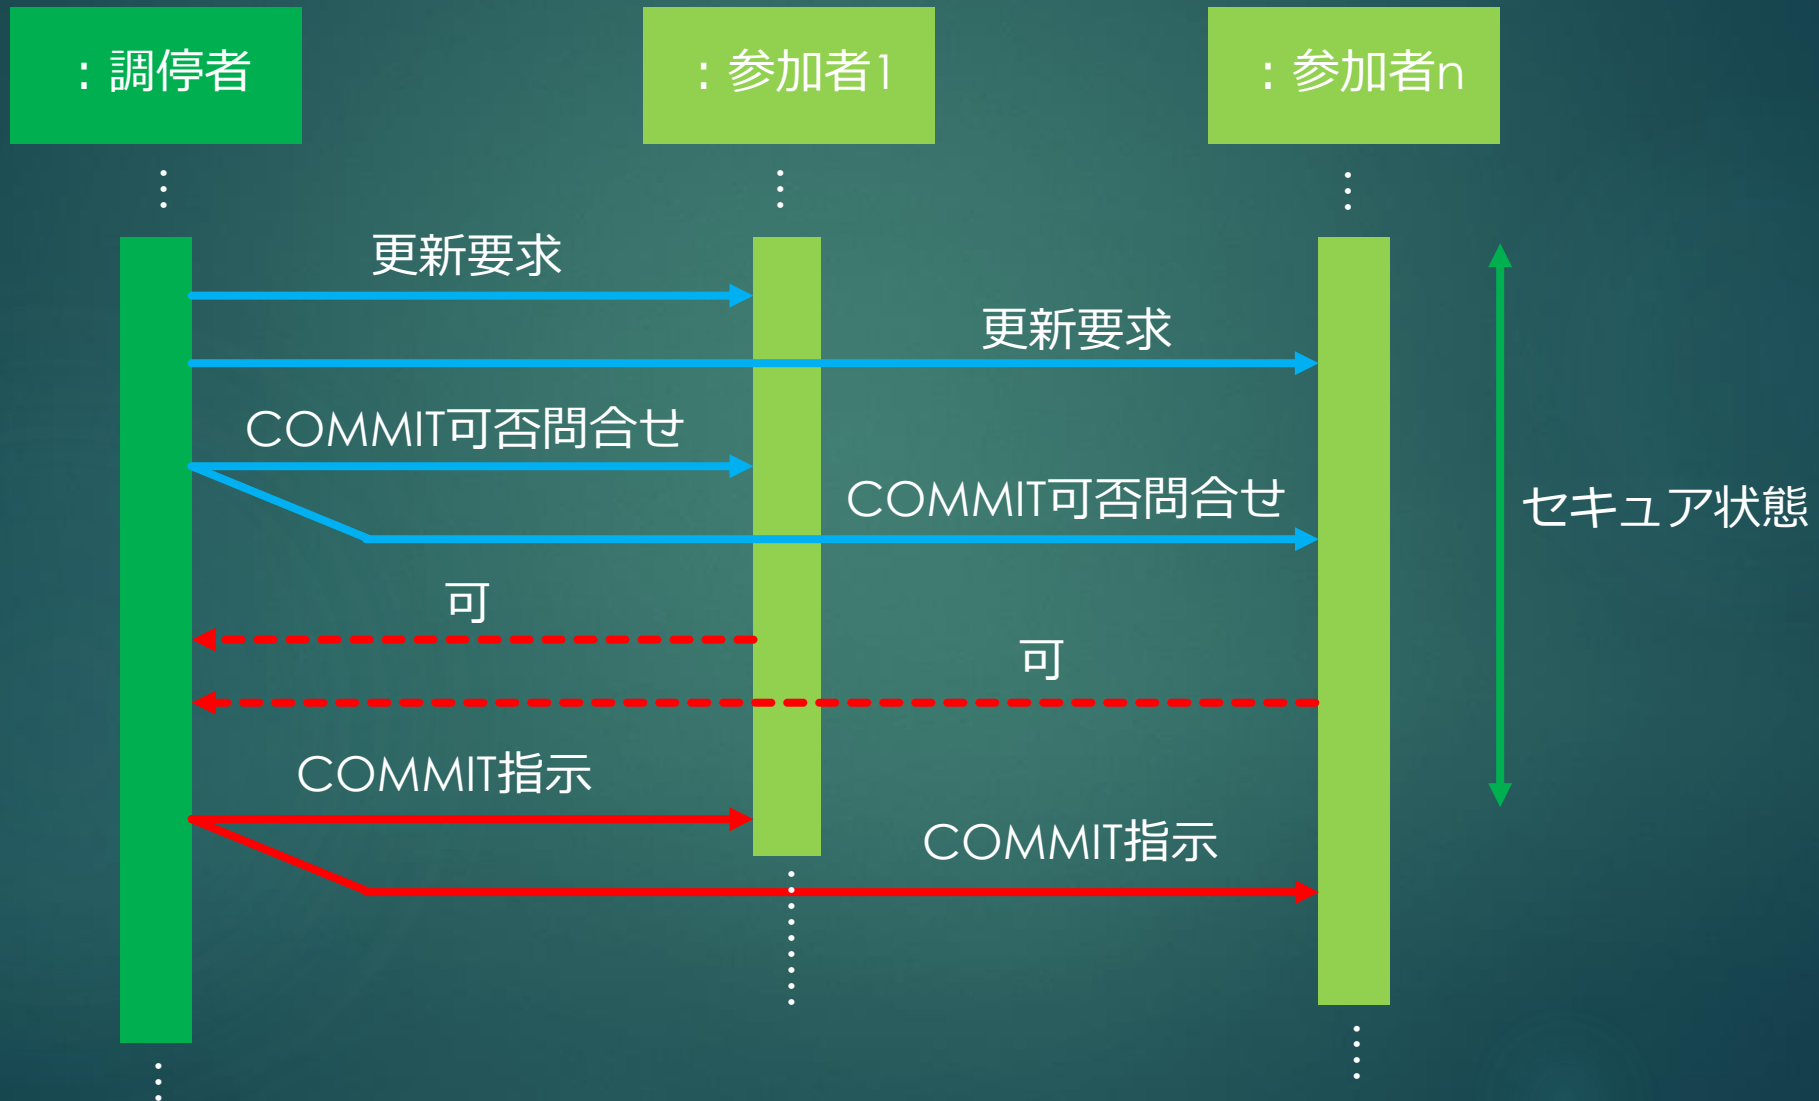 ：調停者
：参加者1
：参加者n
更新要求
更新要求
COMMIT可否問合せ
COMMIT可否問合せ
セキュア状態
可
可
COMMIT指示
COMMIT指示